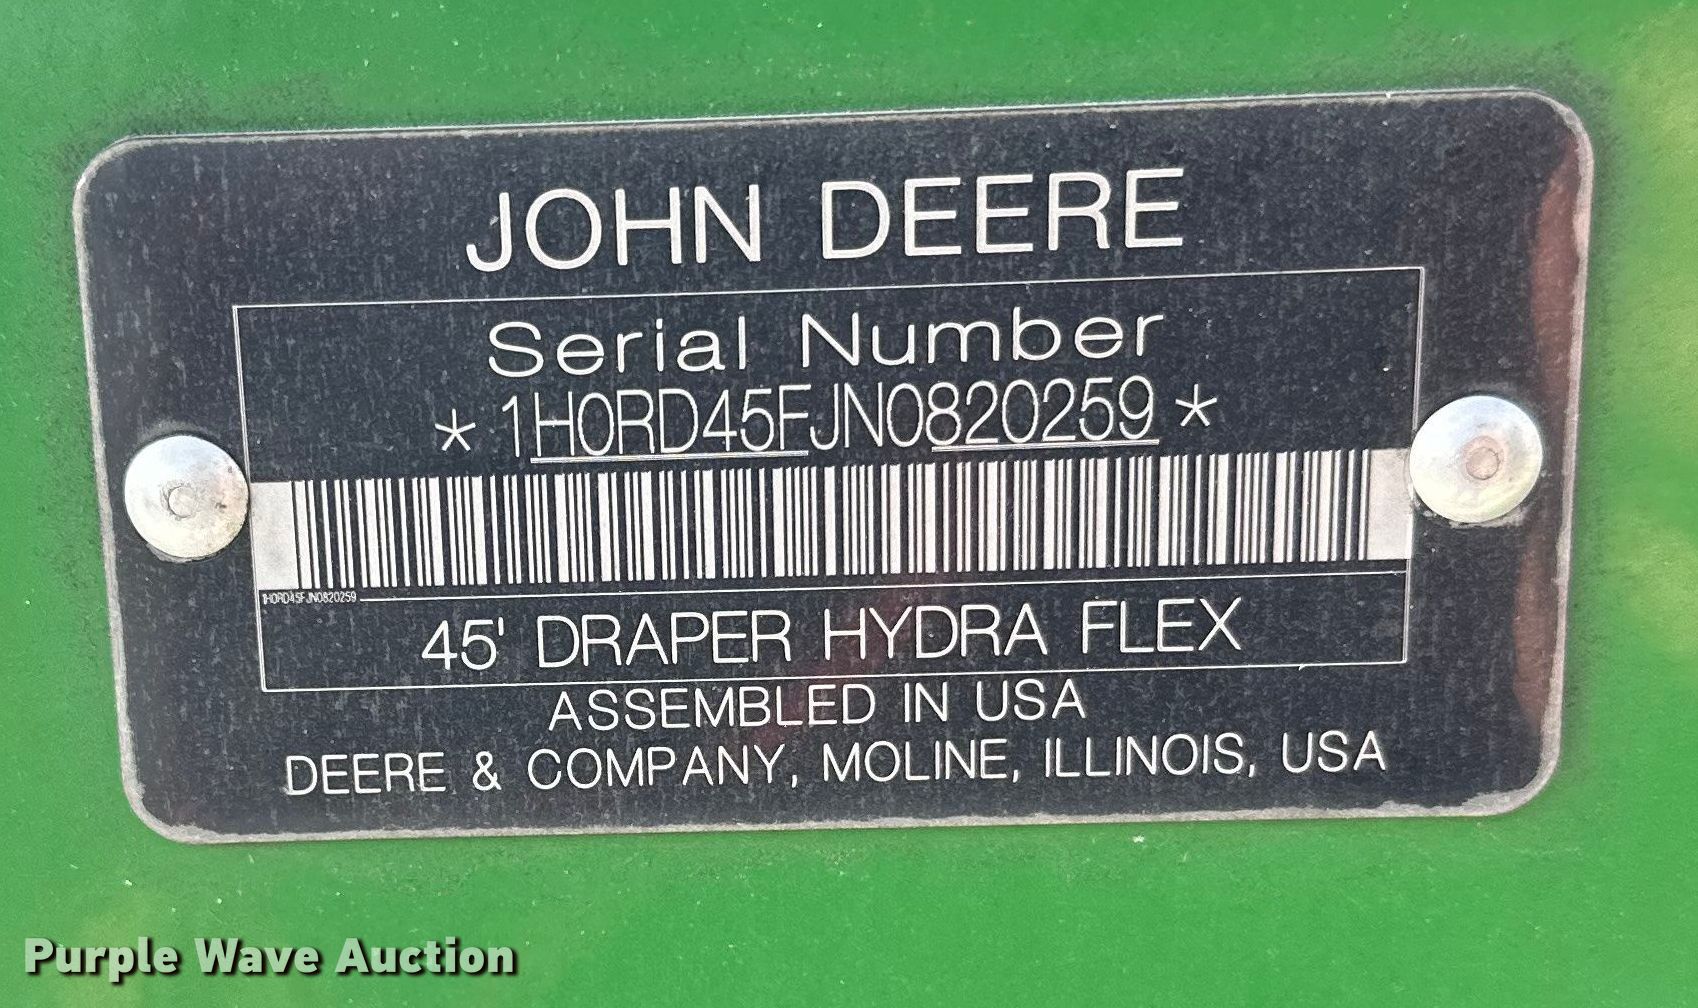 JOHN DEERE
Serial Number
*1H0RD45FJN0820259*
1H0RD45FJN0820259
45' DRAPER HYDRA FLEX
ASSEMBLED IN USA
DEERE & COMPANY, MOLINE, ILLINOIS, USA
Purple Wave Auction